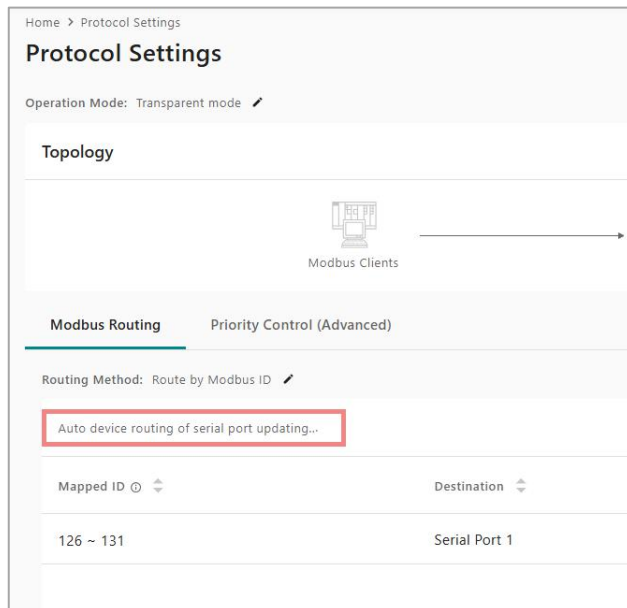 Home > Protocol Settings
Protocol Settings
Operation Mode: Transparent mode
Topology
Modbus Clients
Modbus Routing Priority Control (Advanced)
Routing Method: Route by Modbus ID
Auto device routing of serial port updating...
Mapped ID Destination
126 ~ 131 Serial Port 1